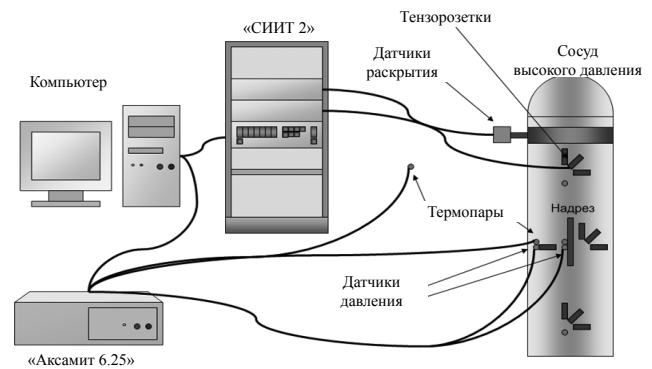 Тензорозетки
«СИИТ 2»
Датчики
раскрытия
Сосуд
высокого давления
Компьютер
Термопары
Надрез
Датчики
давления
«Аксамит 6.25»